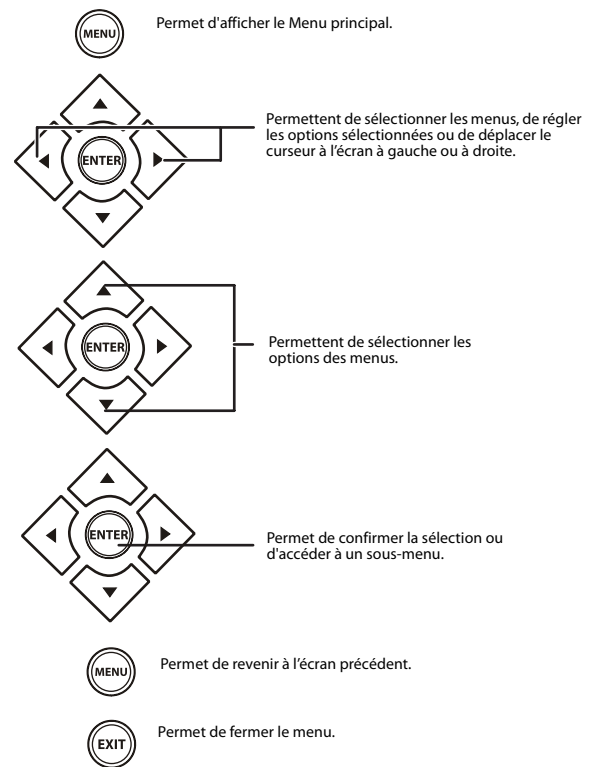 MENU
Permet d'afficher le Menu principal.
ENTER
Permettent de sélectionner les menus, de régler
les options sélectionnées ou de déplacer le
curseur à l'écran à gauche ou à droite.
ENTER
Permettent de sélectionner les
options des menus.
ENTER
Permet de confirmer la sélection ou
d'accéder à un sous-menu.
MENU
Permet de revenir à l'écran précédent.
EXIT
Permet de fermer le menu.